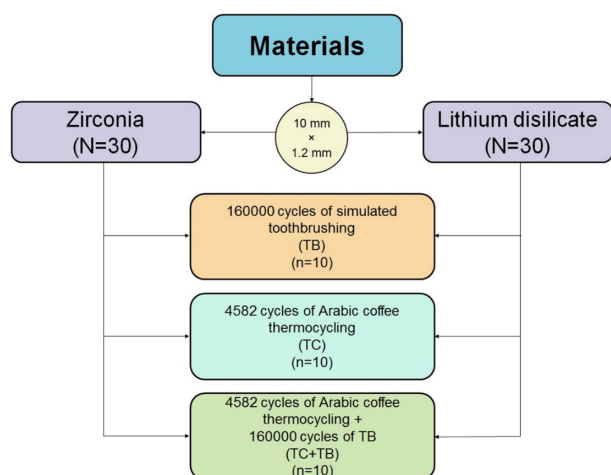 Materials
Zirconia
(N=30)
10 mm
×
1.2 mm
Lithium disilicate
(N=30)
160000 cycles of simulated
toothbrushing
(TB)
(n=10)
4582 cycles of Arabic coffee
thermocycling
(TC)
(n=10)
4582 cycles of Arabic coffee
thermocycling +
160000 cycles of TB
(TC+TB)
(n=10)